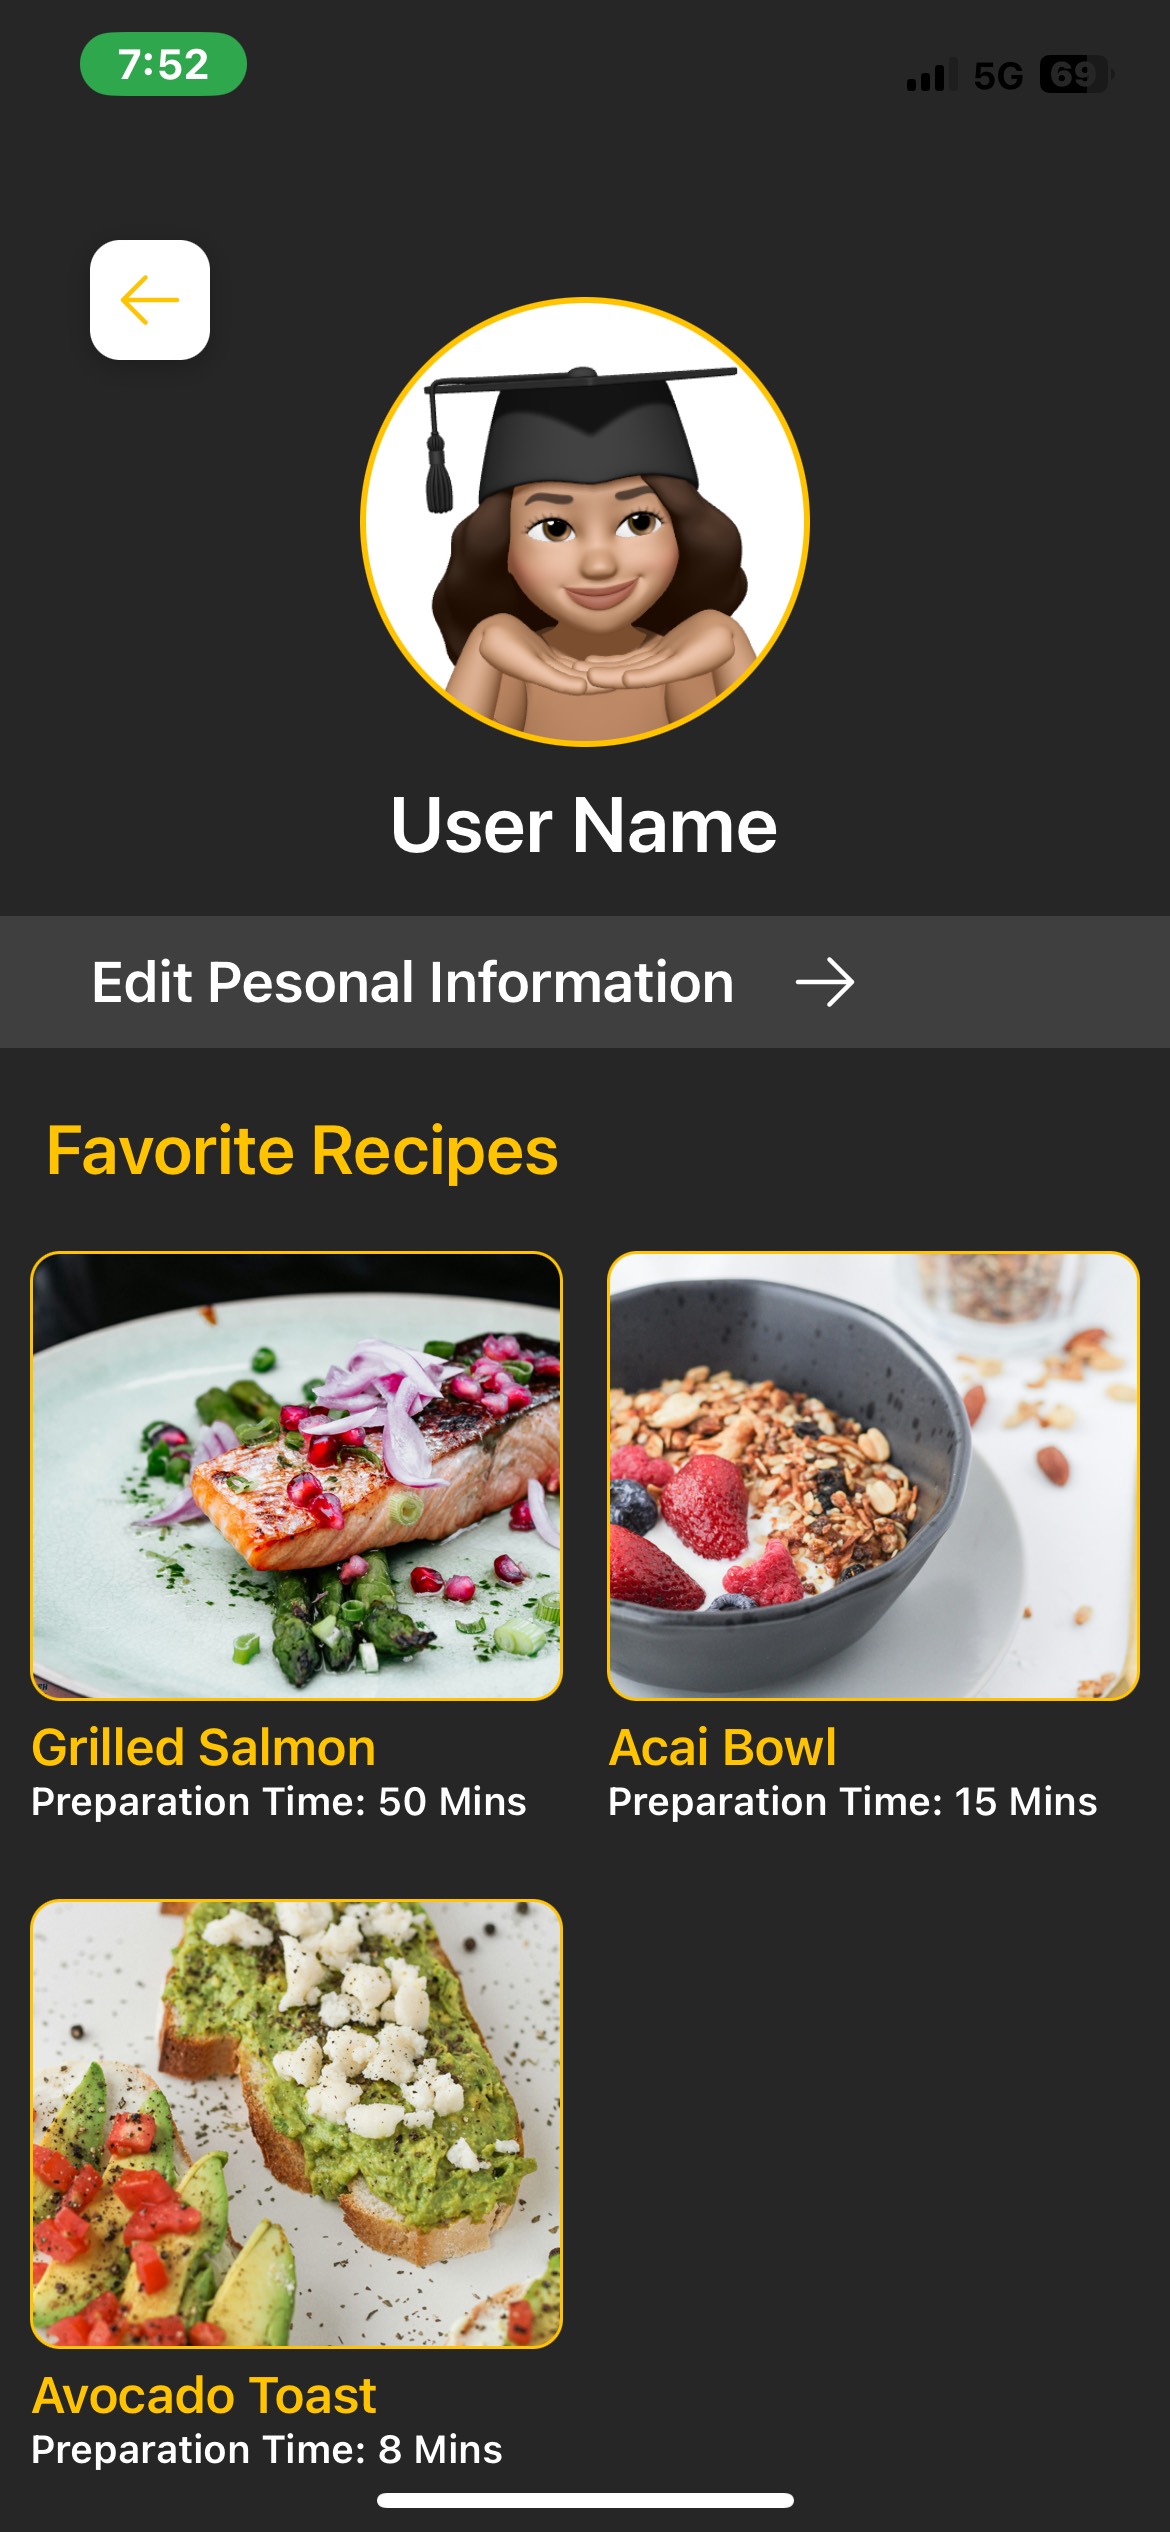 7:52
5G 69
User Name
Edit Pesonal Information
Favorite Recipes
Grilled Salmon
Preparation Time: 50 Mins
Acai Bowl
Preparation Time: 15 Mins
Avocado Toast
Preparation Time: 8 Mins